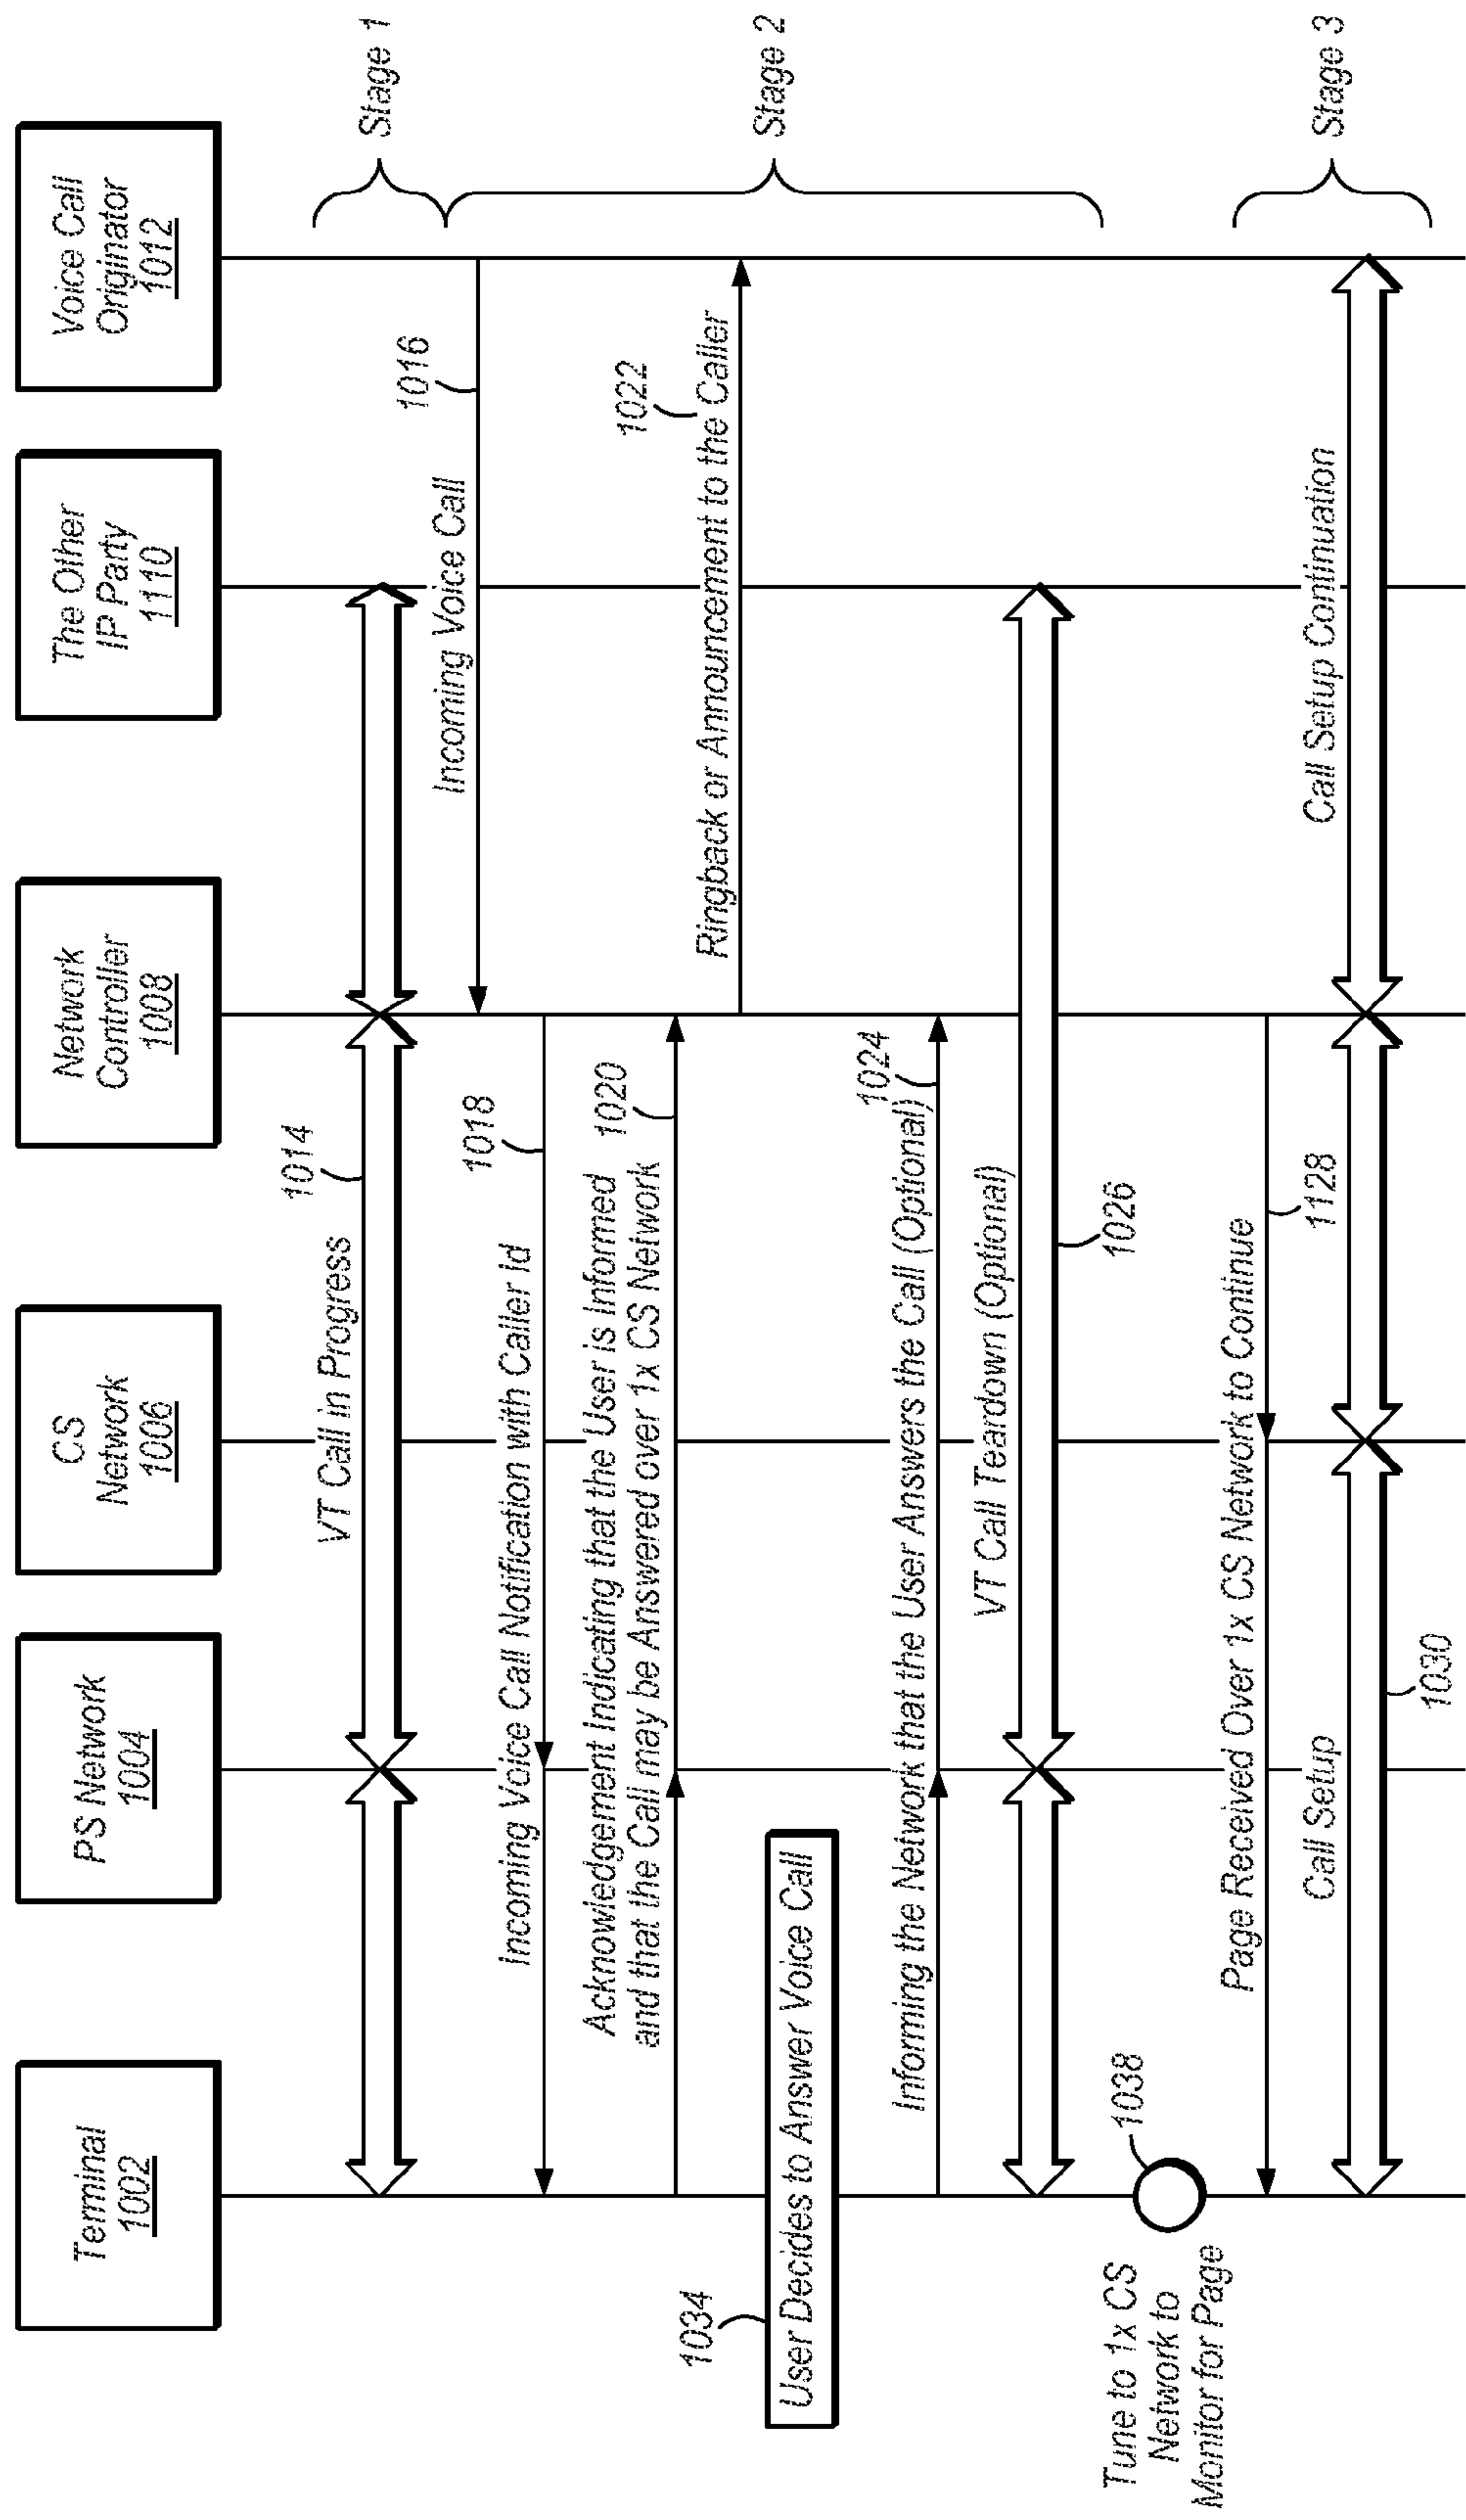 Terminal
1002
PS Network
1004
CS
Network
1006
Network
Controller
1008
The Other
IP Party
1110
Voice Call
Originator
1012
VT Call in Progress
1014
Stage 1
Incoming Voice Call
1016
Incoming Voice Call Notification with Caller Id
1018
Acknowledgement Indicating that the User is Informed
and that the Call may be Answered over 1x CS Network
1020
Ringback or Announcement to the Caller
1022
Stage 2
1034
User Decides to Answer Voice Call
Informing the Network that the User Answers the Call (Optional)
1024
VT Call Teardown (Optional)
1026
Tune to 1x CS
Network to
Monitor for Page
1038
Page Received Over 1x CS Network to Continue
1128
Call Setup
Call Setup Continuation
1030
Stage 3